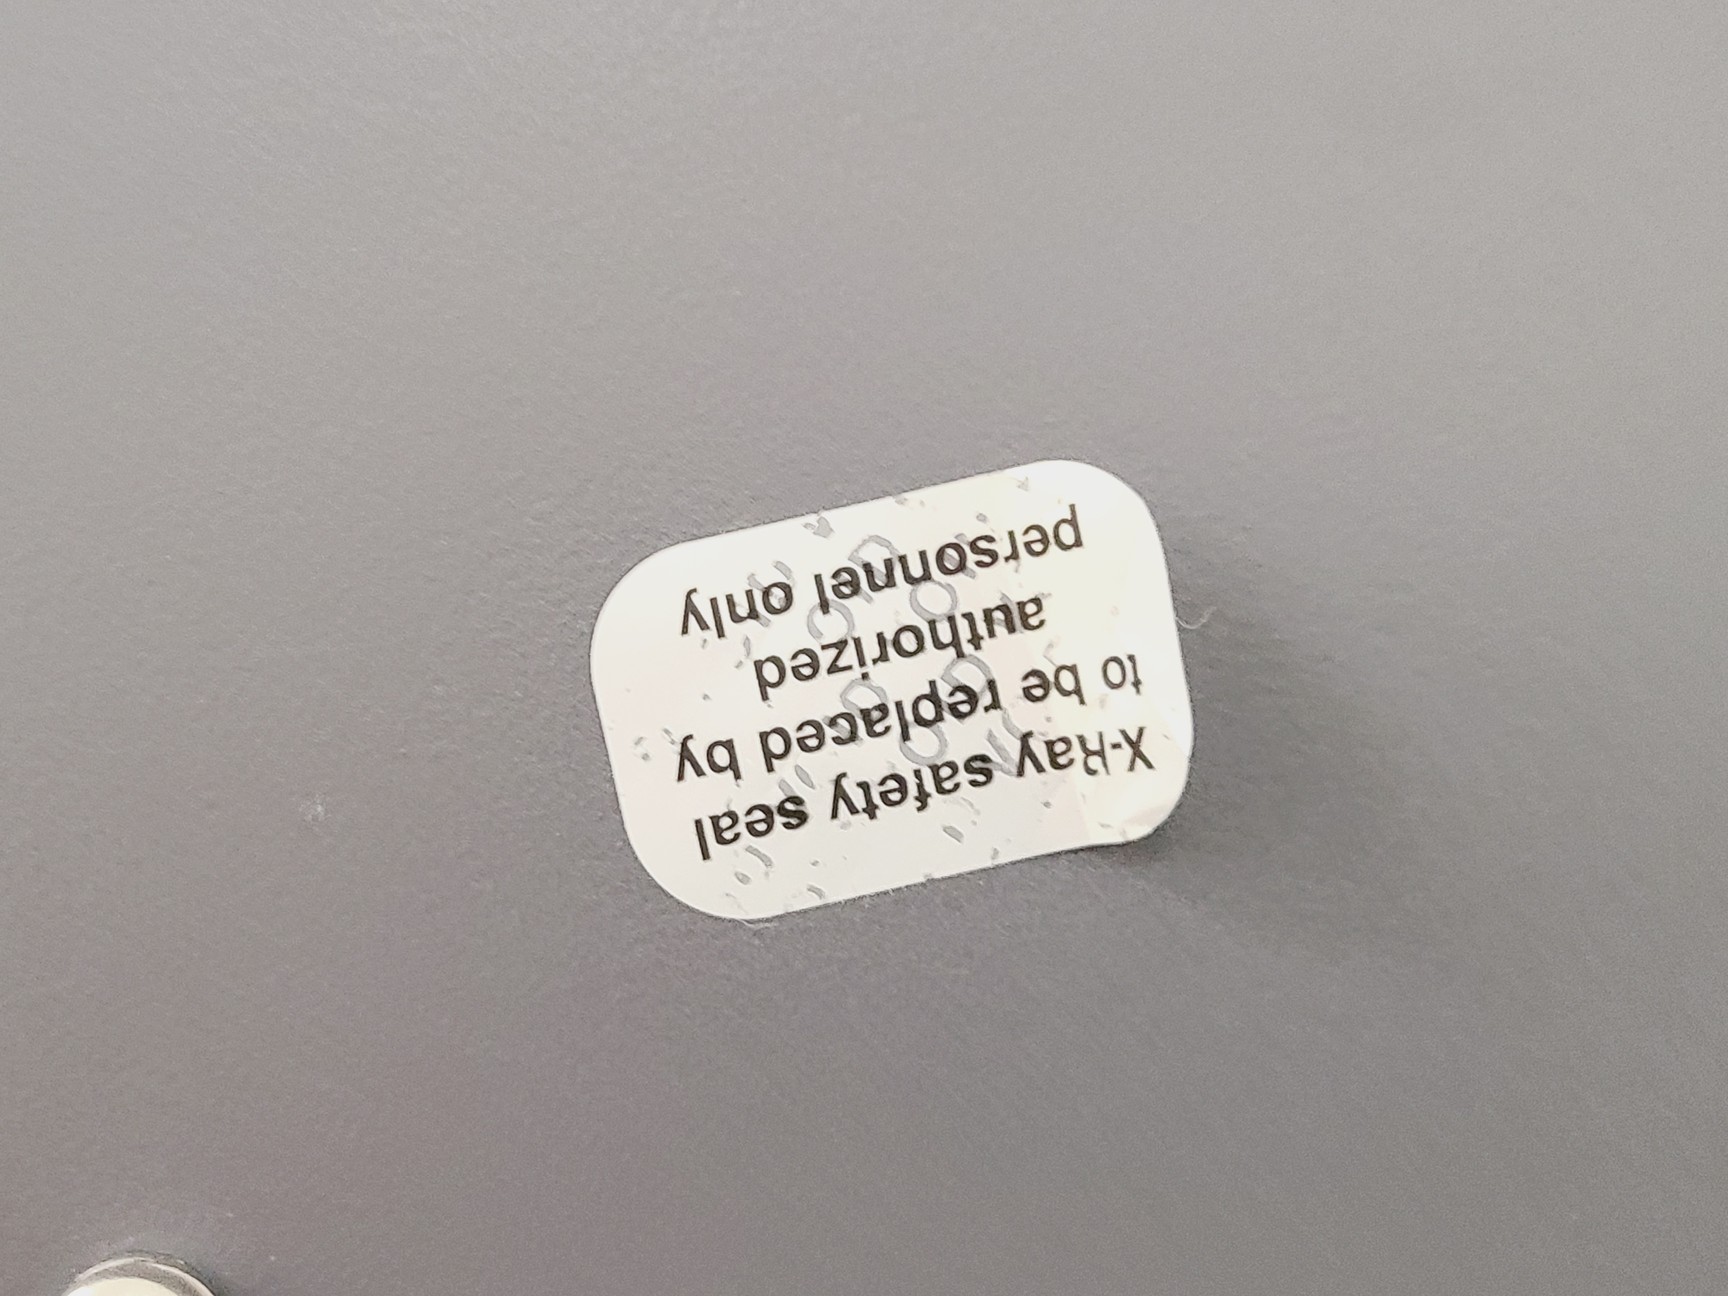 X-Ray safety seal
to be replaced by
authorized
personnel only